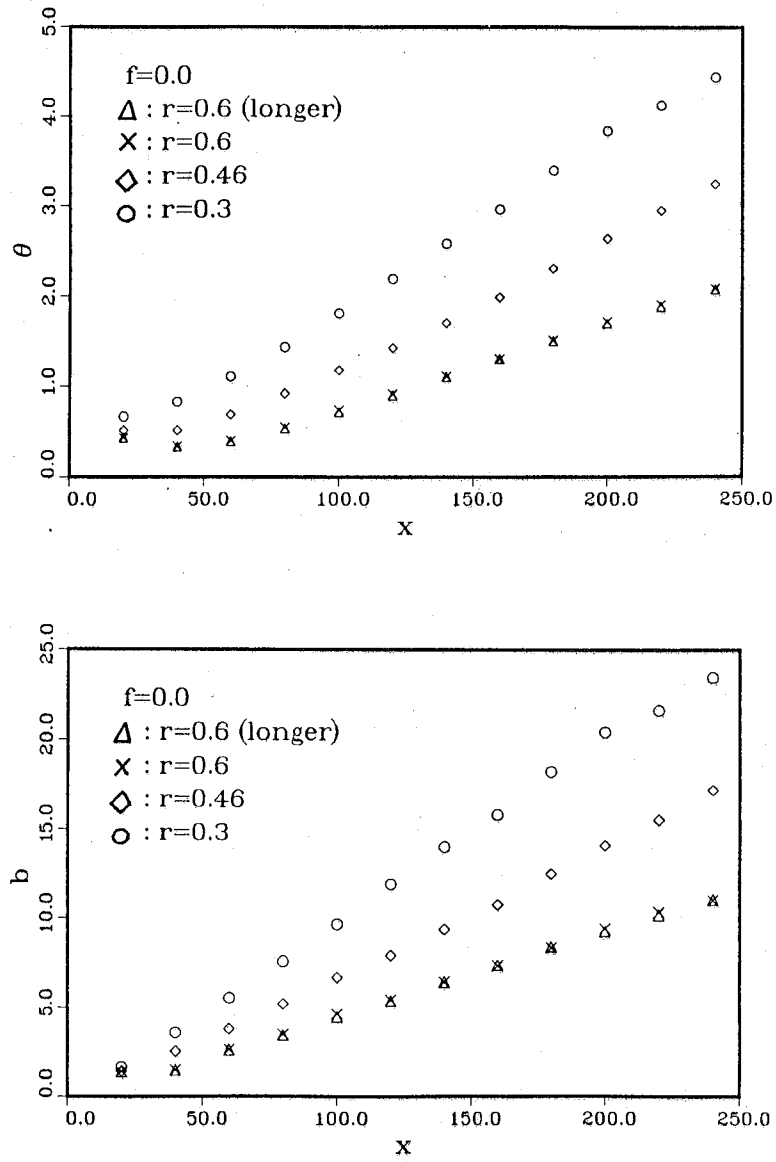 5.0
f=0.0
Δ : r=0.6 (longer)
× : r=0.6
◇ : r=0.46
○ : r=0.3
4.0
3.0
θ
2.0
1.0
0.0
0.0 50.0 100.0 150.0 200.0 250.0
X
25.0
f=0.0
Δ : r=0.6 (longer)
× : r=0.6
◇ : r=0.46
○ : r=0.3
20.0
15.0
b
10.0
5.0
0.0
0.0 50.0 100.0 150.0 200.0 250.0
X